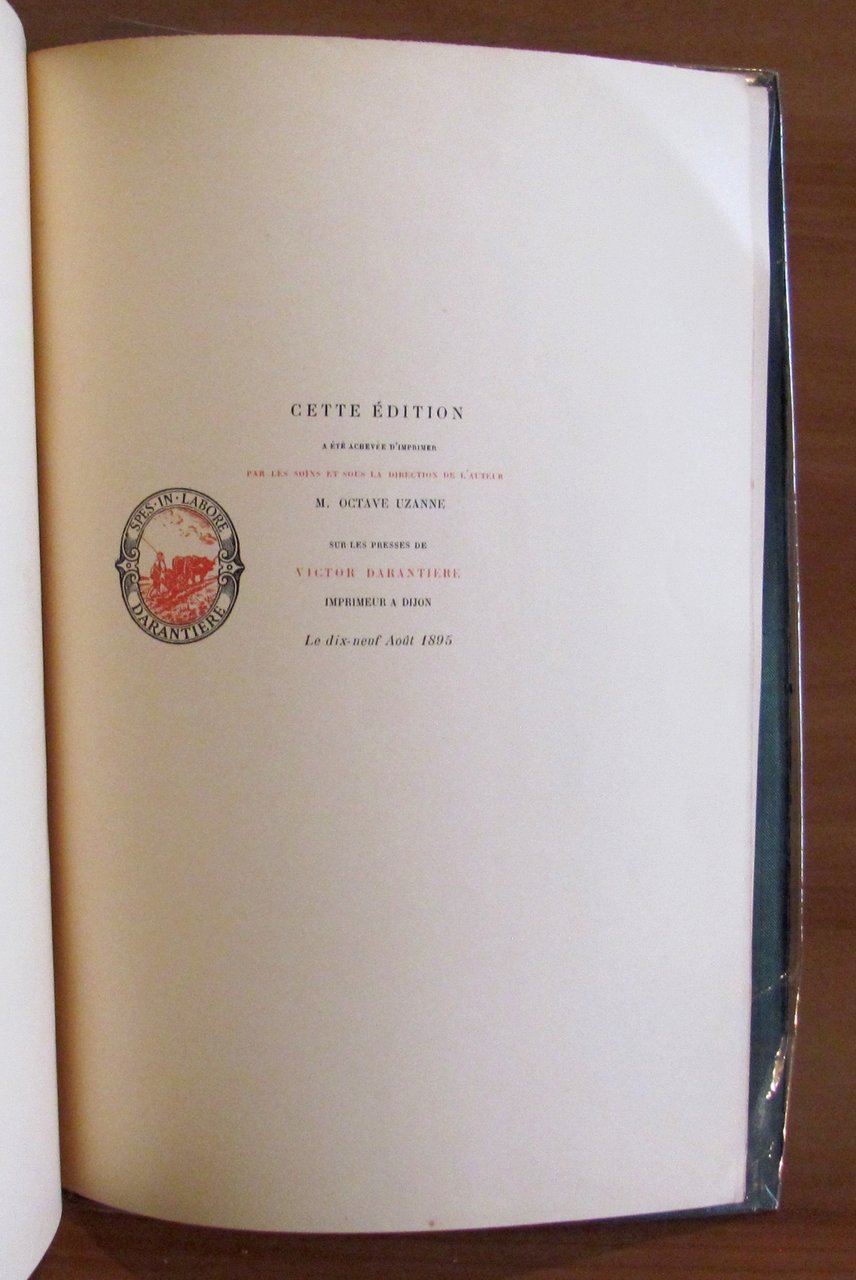 CETTE ÉDITION
A ÉTÉ ACHEVÉE D'IMPRIMER
PAR LES SOINS ET SOUS LA DIRECTION DE L'AUTEUR
M. OCTAVE UZANNE
SUR LES PRESSES DE
VICTOR DARANTIERE
IMPRIMEUR A DIJON
Le dix-neuf Août 1895
SPES·IN·LABORE
DARANTIERE